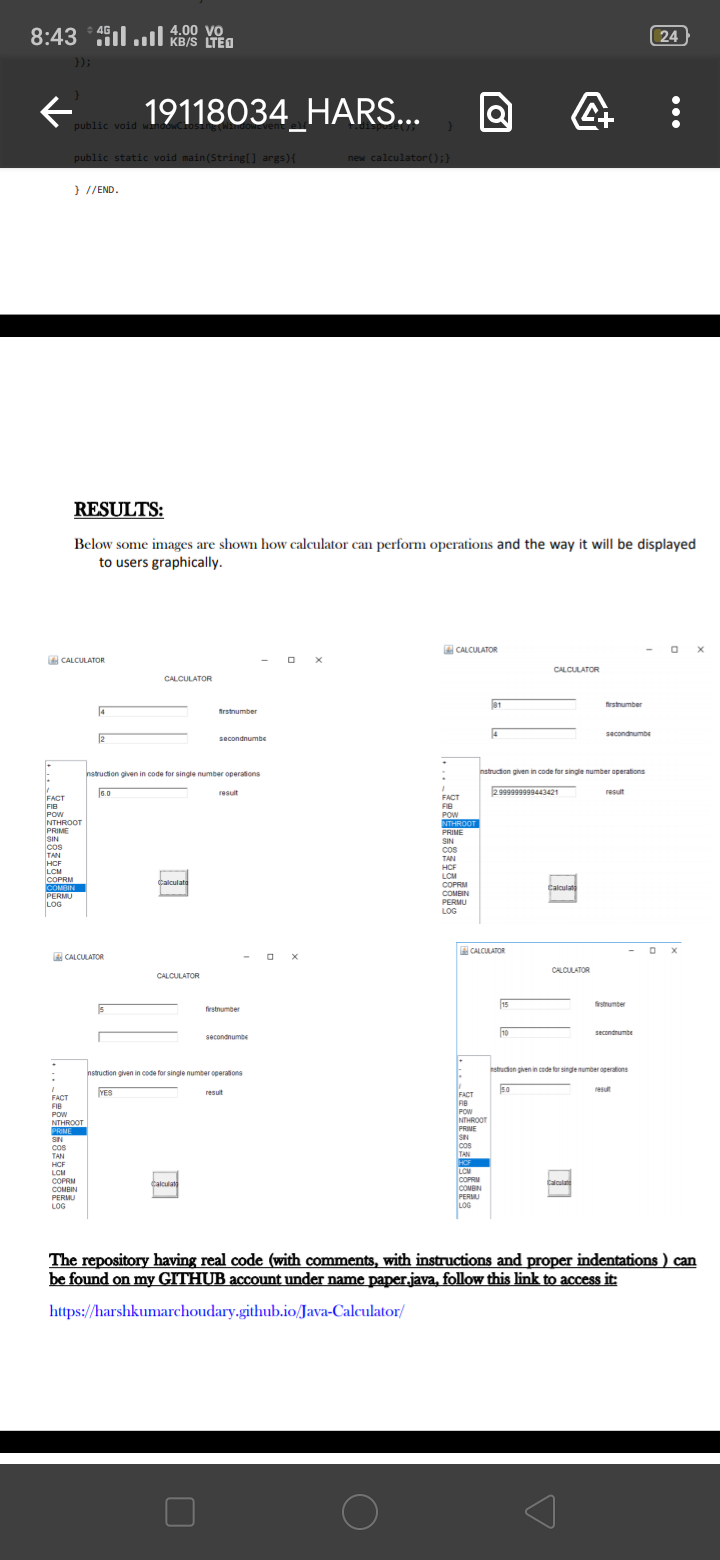 8:43 4G 4.00 KB/S VO LTE 24
});
}
19118034_HARS...
public void windowClosing(WindowEvent e){ f.dispose(); }
public static void main(String[] args){ new calculator();}
} //END.
RESULTS:
Below some images are shown how calculator can perform operations and the way it will be displayed
to users graphically.
CALCULATOR
CALCULATOR
4 firstnumber
2 secondnumbe
nstruction given in code for single number operations
6.0 result
+
-
*
/
FACT
FIB
POW
NTHROOT
PRIME
SIN
COS
TAN
HCF
LCM
COPRM
COMBIN
PERMU
LOG
Calculate
CALCULATOR
CALCULATOR
81 firstnumber
4 secondnumbe
nstruction given in code for single number operations
2.999999999443421 result
+
-
*
/
FACT
FIB
POW
NTHROOT
PRIME
SIN
COS
TAN
HCF
LCM
COPRM
COMBIN
PERMU
LOG
Calculate
CALCULATOR
CALCULATOR
5 firstnumber
secondnumbe
nstruction given in code for single number operations
YES result
+
-
*
/
FACT
FIB
POW
NTHROOT
PRIME
SIN
COS
TAN
HCF
LCM
COPRM
COMBIN
PERMU
LOG
Calculate
CALCULATOR
CALCULATOR
15 firstnumber
10 secondnumbe
nstruction given in code for single number operations
5.0 result
+
-
*
/
FACT
FIB
POW
NTHROOT
PRIME
SIN
COS
TAN
HCF
LCM
COPRM
COMBIN
PERMU
LOG
Calculate
The repository having real code (with comments, with instructions and proper indentations ) can
be found on my GITHUB account under name paper.java, follow this link to access it:
https://harshkumarchoudary.github.io/Java-Calculator/